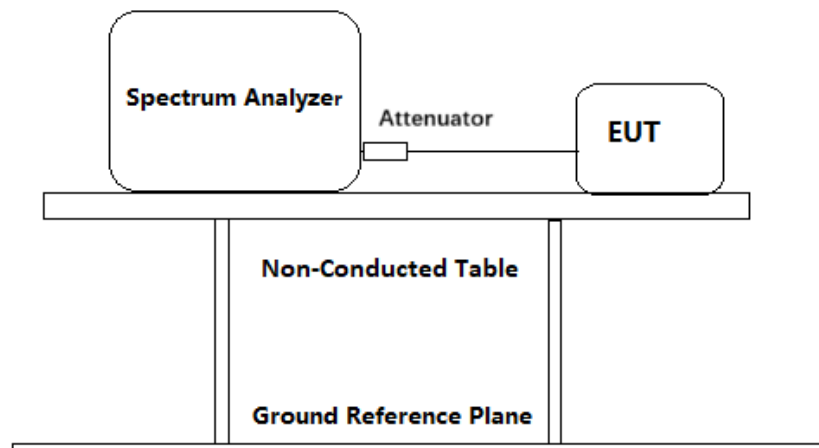 Spectrum Analyzer
Attenuator
EUT
Non-Conducted Table
Ground Reference Plane